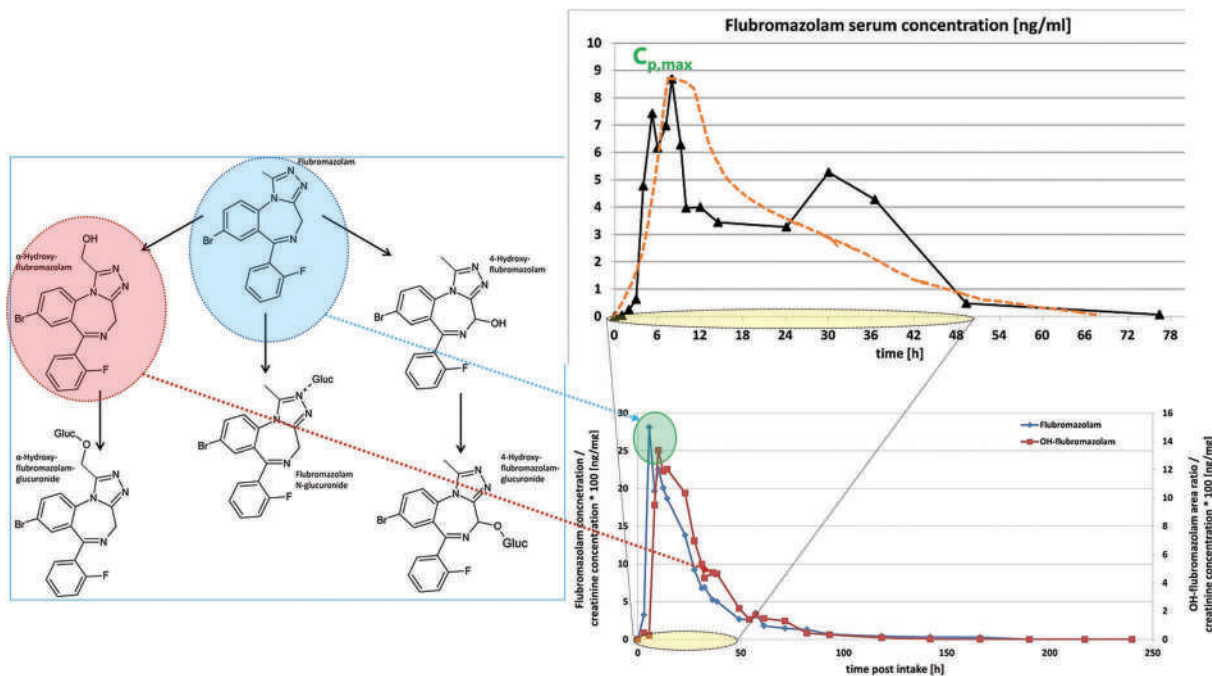 Flubromazolam
Br
N
N
N
N
F
α-Hydroxy-
flubromazolam
OH
Br
N
N
N
N
F
4-Hydroxy-
flubromazolam
Br
N
N
N
N
OH
F
α-Hydroxy-
flubromazolam-
glucuronide
Gluc
O
Br
N
N
N
N
F
Flubromazolam
N-glucuronide
Gluc
Br
N
N
N
N
F
4-Hydroxy-
flubromazolam-
glucuronide
Br
N
N
N
N
O
Gluc
F
Flubromazolam serum concentration [ng/ml]
Cp,max
10
9
8
7
6
5
4
3
2
1
0
0 6 12 18 24 30 36 42 48 54 60 66 72 78
time [h]
Flubromazolam concnetration /
creatinine concentration * 100 [ng/mg]
30
25
20
15
10
5
0
Flubromazolam
OH-flubromazolam
16
14
12
10
8
6
4
2
0
OH-flubromazolam area ratio /
creatinine concentration * 100 [ng/mg]
0 50 100 150 200 250
time post intake [h]